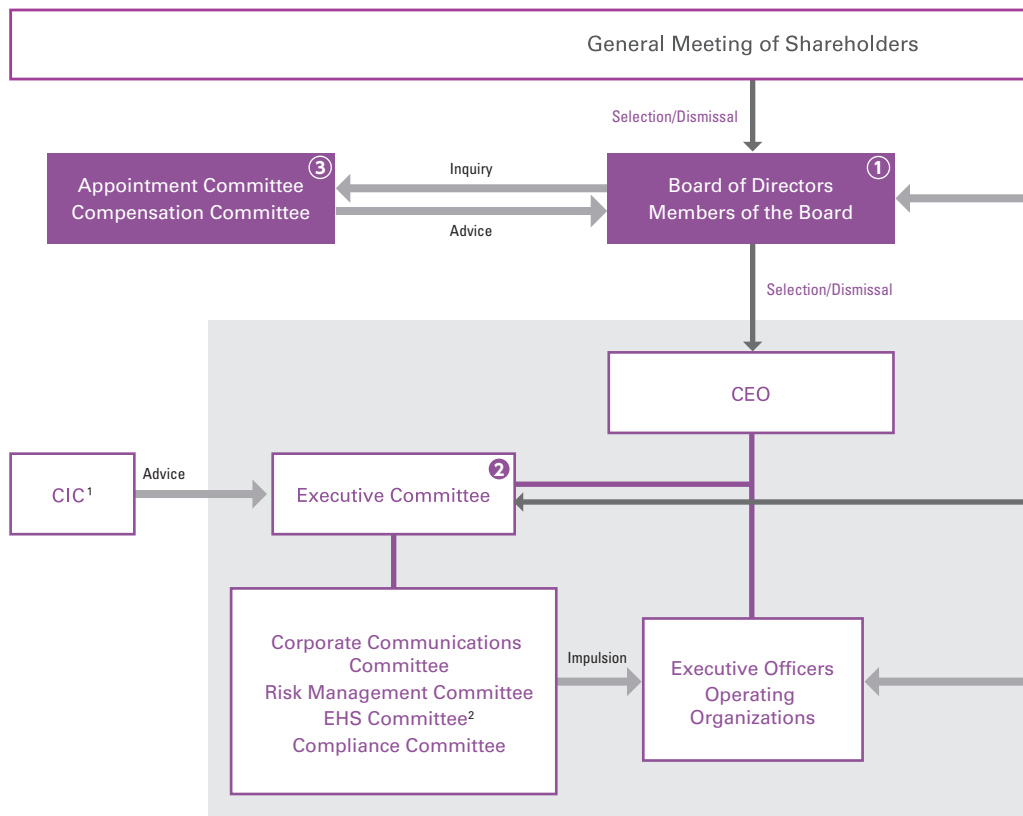 General Meeting of Shareholders
Selection/Dismissal
③
Appointment Committee
Compensation Committee
Inquiry
Advice
①
Board of Directors
Members of the Board
Selection/Dismissal
CEO
CIC¹
Advice
❷
Executive Committee
Corporate Communications
Committee
Risk Management Committee
EHS Committee²
Compliance Committee
Impulsion
Executive Officers
Operating
Organizations